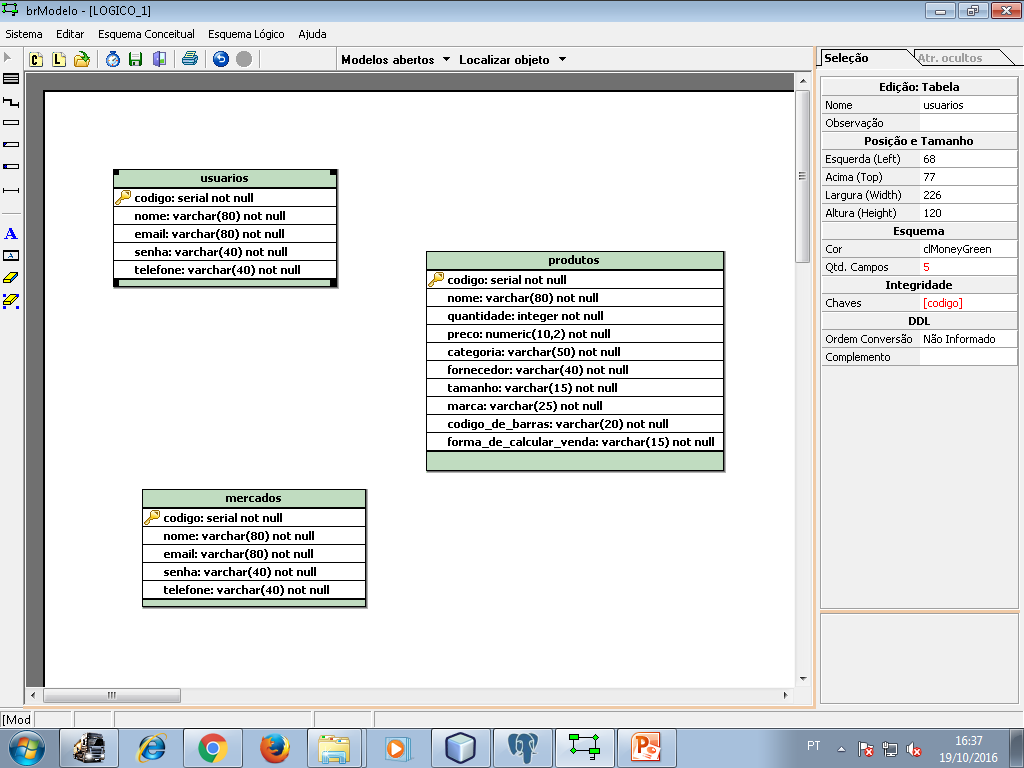 brModelo - [LOGICO_1]
Sistema Editar Esquema Conceitual Esquema Lógico Ajuda
C L Modelos abertos Localizar objeto
A
A
usuarios
codigo: serial not null
nome: varchar(80) not null
email: varchar(80) not null
senha: varchar(40) not null
telefone: varchar(40) not null
produtos
codigo: serial not null
nome: varchar(80) not null
quantidade: integer not null
preco: numeric(10,2) not null
categoria: varchar(50) not null
fornecedor: varchar(40) not null
tamanho: varchar(15) not null
marca: varchar(25) not null
codigo_de_barras: varchar(20) not null
forma_de_calcular_venda: varchar(15) not null
mercados
codigo: serial not null
nome: varchar(80) not null
email: varchar(80) not null
senha: varchar(40) not null
telefone: varchar(40) not null
Seleção Atr. ocultos
Edição: Tabela
Nome usuarios
Observação
Posição e Tamanho
Esquerda (Left) 68
Acima (Top) 77
Largura (Width) 226
Altura (Height) 120
Esquema
Cor clMoneyGreen
Qtd. Campos 5
Integridade
Chaves [codigo]
DDL
Ordem Conversão Não Informado
Complemento
[Mod
PT
16:37
19/10/2016